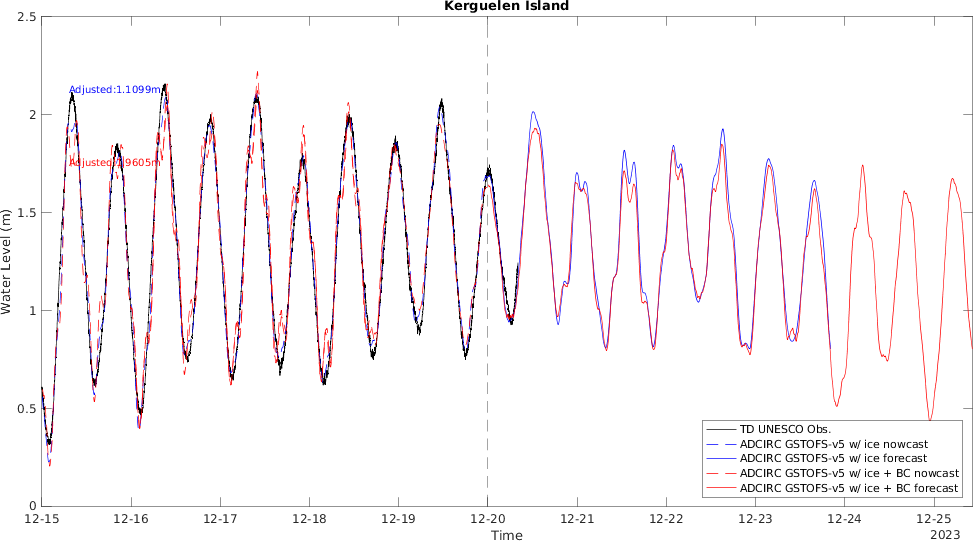 Kerguelen Island
2.5
2
1.5
1
0.5
0
Water Level (m)
Adjusted:1.1099m
12-15
12-16
12-17
12-18
12-19
12-20
12-21
12-22
12-23
12-24
12-25
Time
2023
TD UNESCO Obs.
ADCIRC GSTOFS-v5 w/ ice nowcast
ADCIRC GSTOFS-v5 w/ ice forecast
ADCIRC GSTOFS-v5 w/ ice + BC nowcast
ADCIRC GSTOFS-v5 w/ ice + BC forecast